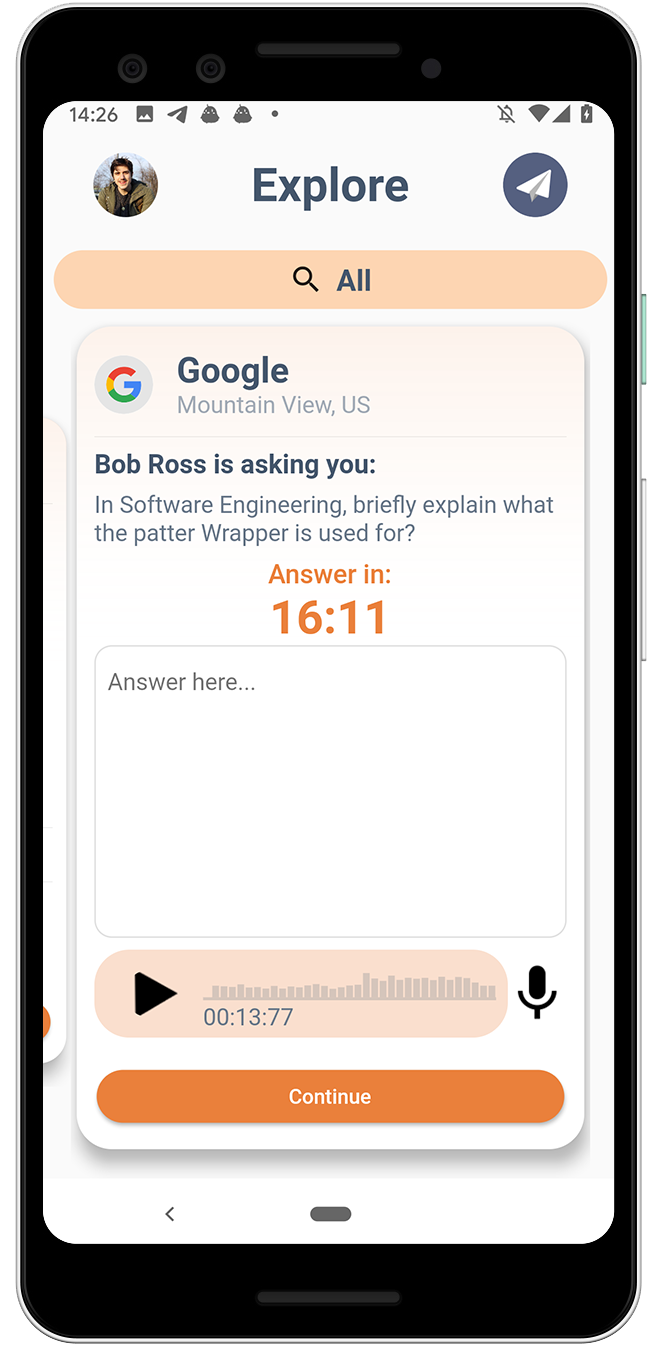 14:26
Explore
All
Google
Mountain View, US
Bob Ross is asking you:
In Software Engineering, briefly explain what
the patter Wrapper is used for?
Answer in:
16:11
Answer here...
00:13:77
Continue